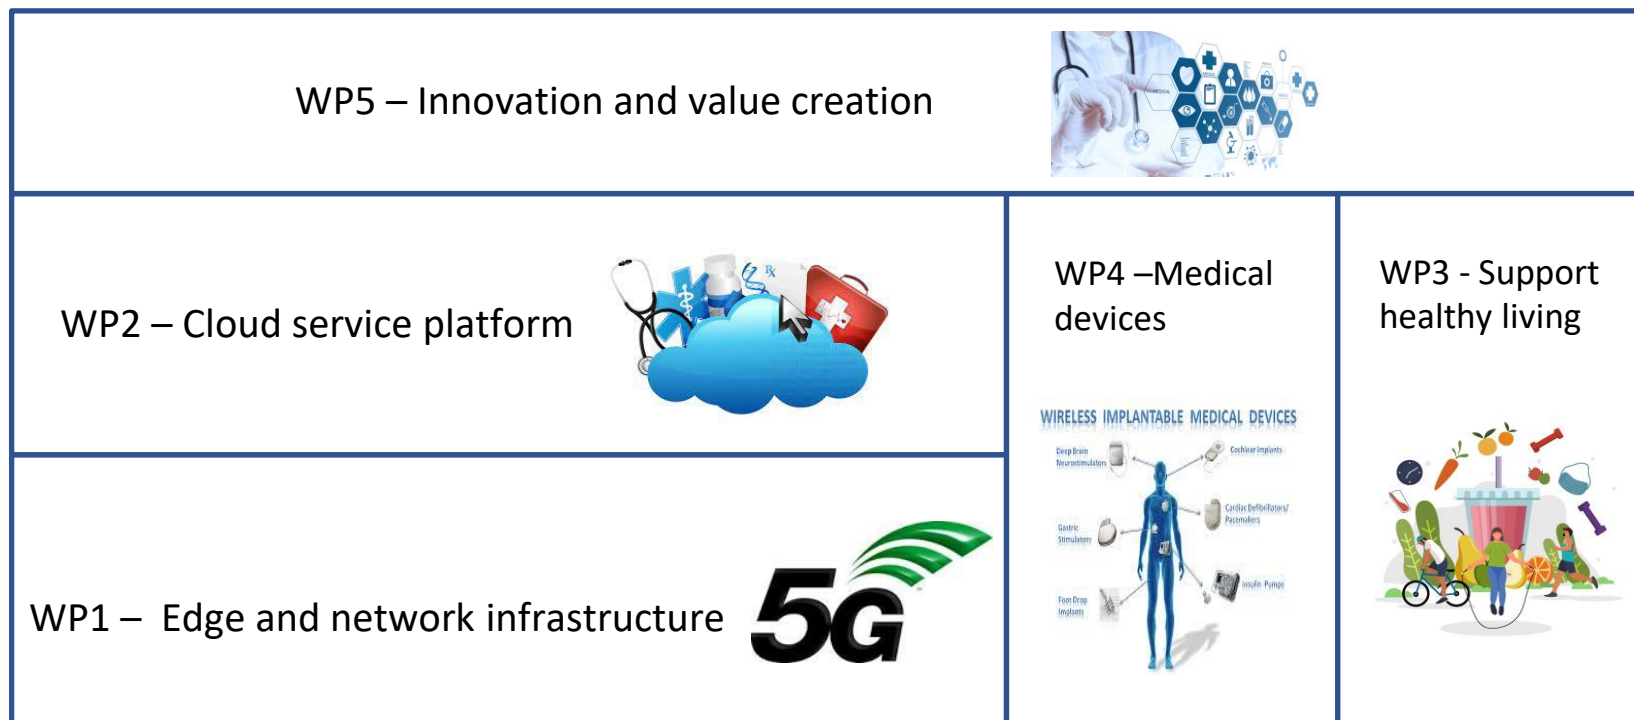 WP5 – Innovation and value creation
MEDICAL
WP2 – Cloud service platform
Rx
WP4 –Medical
devices
WP3 - Support
healthy living
WIRELESS IMPLANTABLE MEDICAL DEVICES
Deep Brain
Neurostimulators
Cochlear Implants
Cardiac Defibrillators/
Pacemakers
Gastric
Stimulators
Insulin Pumps
Foot Drop
Implants
WP1 – Edge and network infrastructure
5G